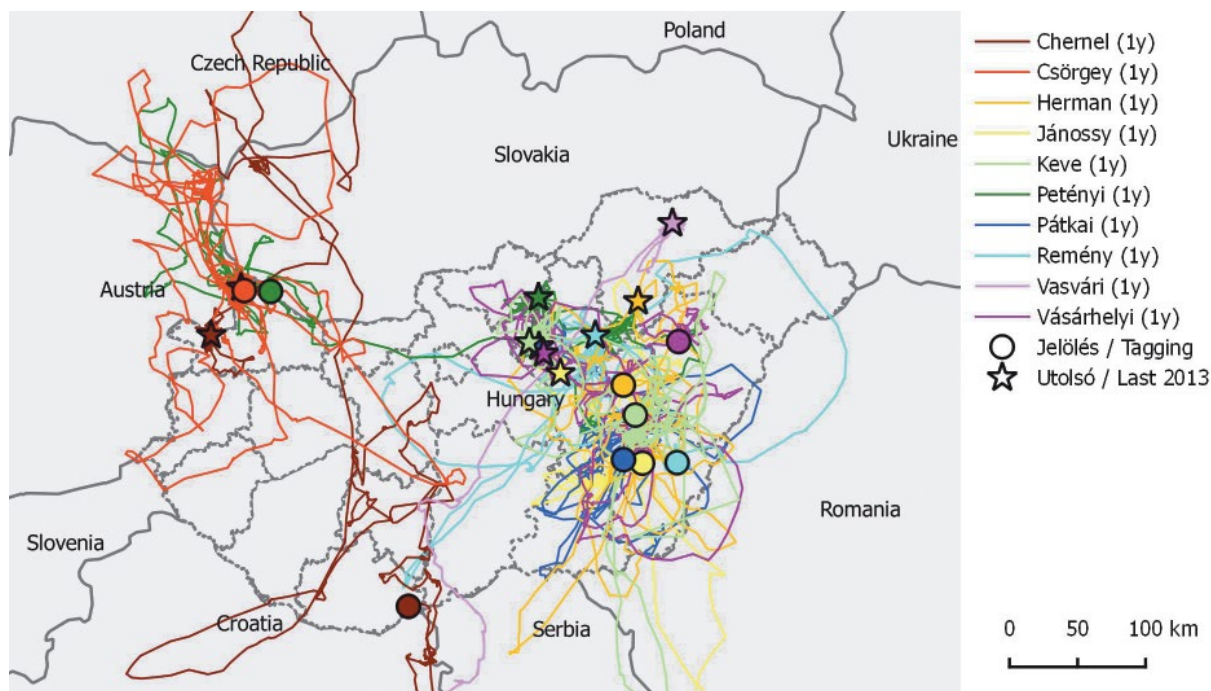 Poland
Czech Republic
Slovakia
Ukraine
Austria
Hungary
Slovenia
Romania
Croatia
Serbia
Chernel (1y)
Csörgey (1y)
Herman (1y)
Jánossy (1y)
Keve (1y)
Petényi (1y)
Pátkai (1y)
Remény (1y)
Vasvári (1y)
Vásárhelyi (1y)
Jelölés / Tagging
Utolsó / Last 2013
0 50 100 km